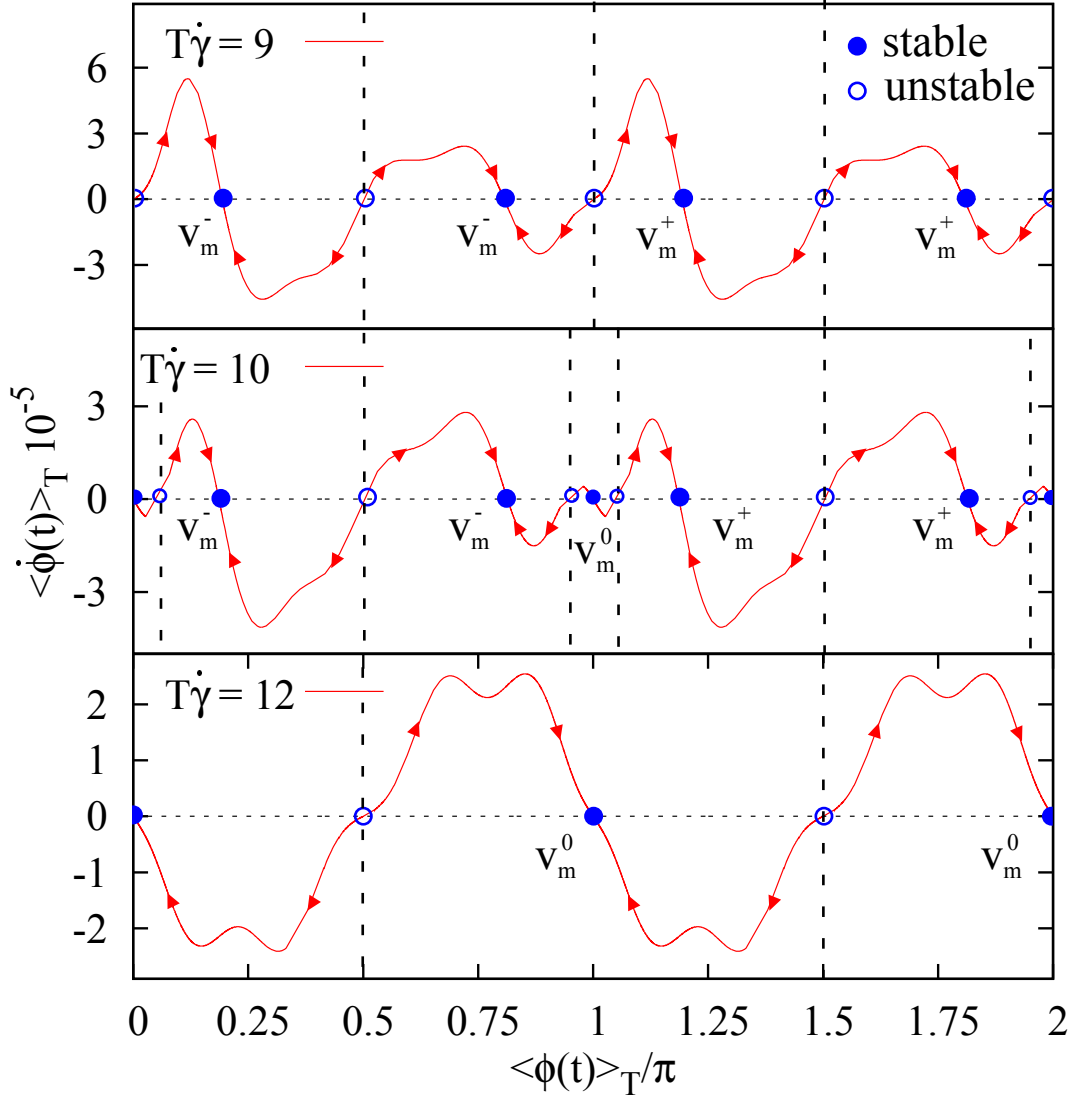 Tγ̇ = 9
stable
unstable
6
3
0
-3
v_m^-
v_m^-
v_m^+
v_m^+
Tγ̇ = 10
3
0
-3
v_m^-
v_m^-
v_m^0
v_m^+
v_m^+
<ϕ̇(t)>_T 10^-5
Tγ̇ = 12
2
1
0
-1
-2
v_m^0
v_m^0
0 0.25 0.5 0.75 1 1.25 1.5 1.75 2
<ϕ(t)>_T/π